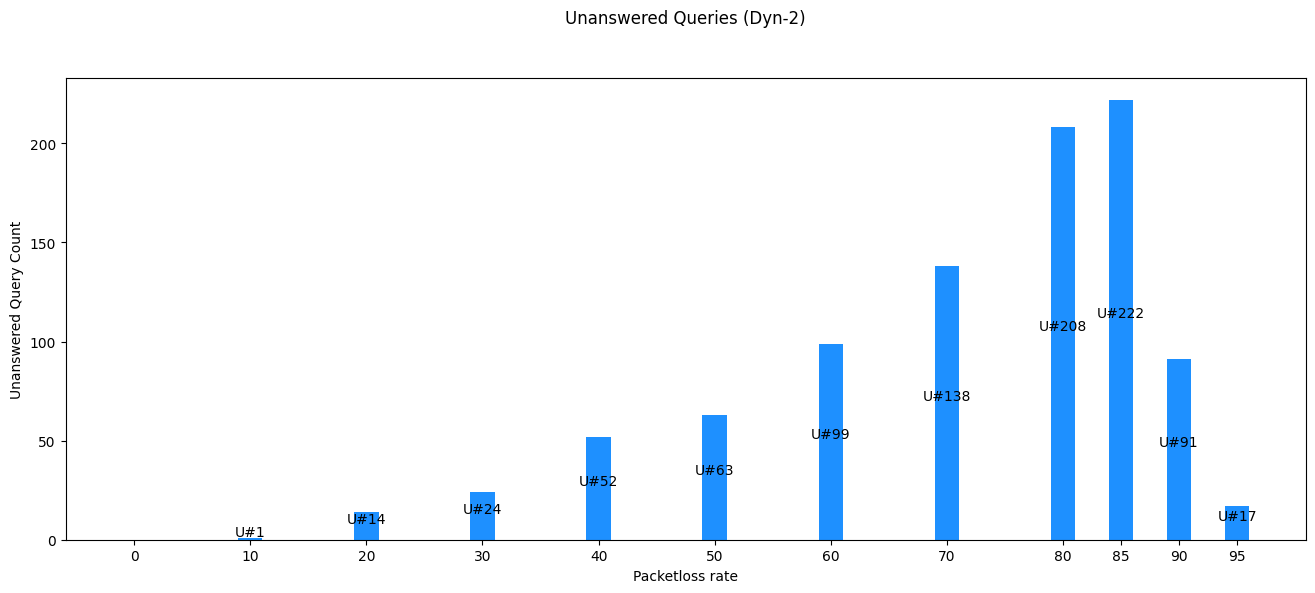 Unanswered Queries (Dyn-2)
Unanswered Query Count
200
150
100
50
0
U#1
U#14
U#24
U#52
U#63
U#99
U#138
U#208
U#222
U#91
U#17
0 10 20 30 40 50 60 70 80 85 90 95
Packetloss rate